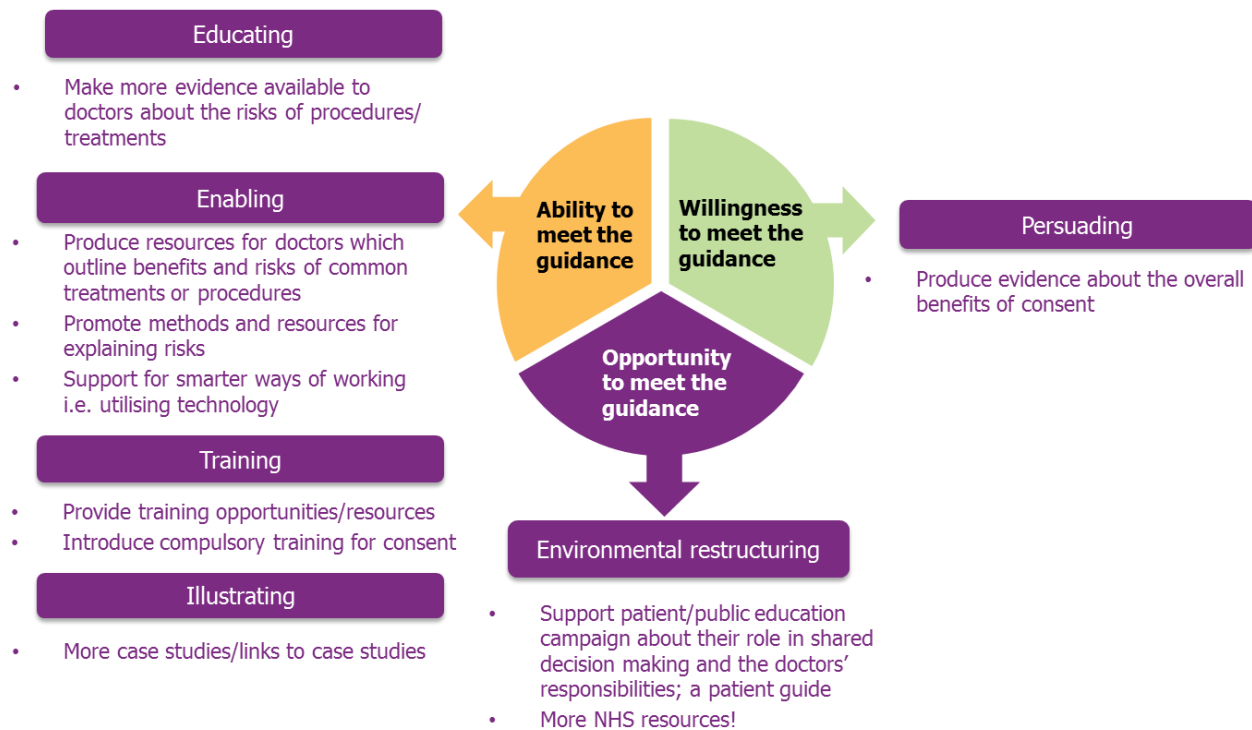 Educating
• Make more evidence available to
doctors about the risks of procedures/
treatments
Enabling
• Produce resources for doctors which
outline benefits and risks of common
treatments or procedures
• Promote methods and resources for
explaining risks
• Support for smarter ways of working
i.e. utilising technology
Training
• Provide training opportunities/resources
• Introduce compulsory training for consent
Illustrating
• More case studies/links to case studies
Ability to
meet the
guidance
Willingness
to meet the
guidance
Opportunity
to meet the
guidance
Persuading
• Produce evidence about the overall
benefits of consent
Environmental restructuring
• Support patient/public education
campaign about their role in shared
decision making and the doctors’
responsibilities; a patient guide
• More NHS resources!